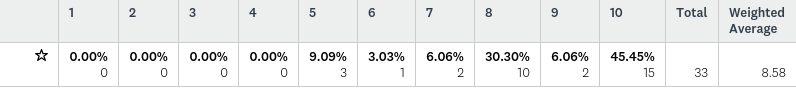 1 2 3 4 5 6 7 8 9 10 Total Weighted Average
0.00% 0.00% 0.00% 0.00% 9.09% 3.03% 6.06% 30.30% 6.06% 45.45%
0 0 0 0 3 1 2 10 2 15 33 8.58